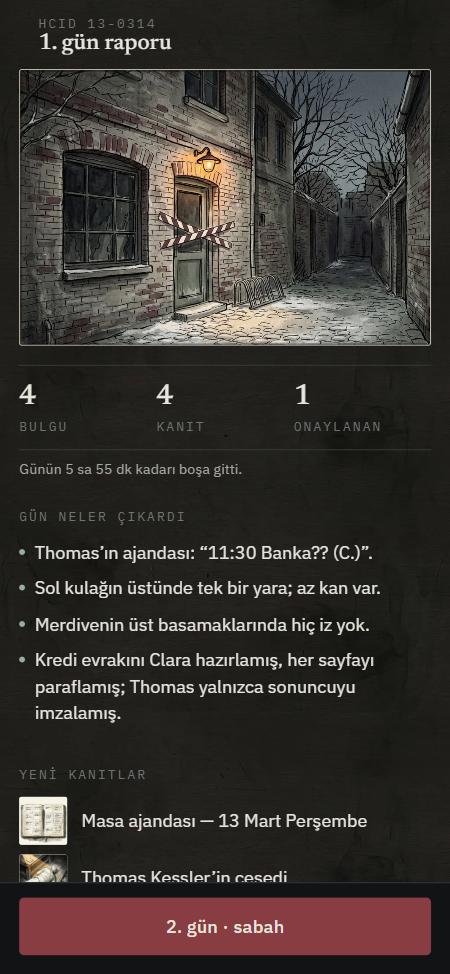 HCID 13-0314
1. gün raporu
4
4
1
BULGU
KANIT
ONAYLANAN
Günün 5 sa 55 dk kadarı boşa gitti.
GÜN NELER ÇIKARDI
• Thomas’ın ajandası: “11:30 Banka?? (C.)”.
• Sol kulağın üstünde tek bir yara; az kan var.
• Merdivenin üst basamaklarında hiç iz yok.
• Kredi evrakını Clara hazırlamış, her sayfayı
paraflamış; Thomas yalnızca sonuncuyu
imzalamış.
YENİ KANITLAR
Masa ajandası — 13 Mart Perşembe
Thomas Kessler’in cesedi
2. gün · sabah